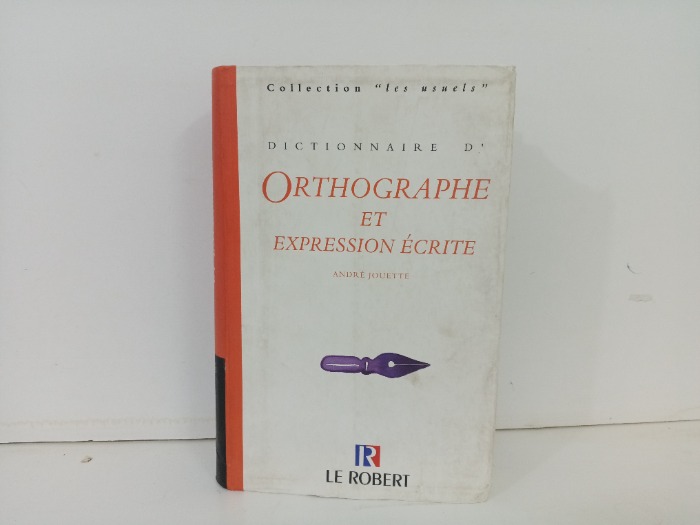 Collection "les usuels"
DICTIONNAIRE D'
ORTHOGRAPHE
ET
EXPRESSION ÉCRITE
ANDRÉ JOUETTE
R
LE ROBERT